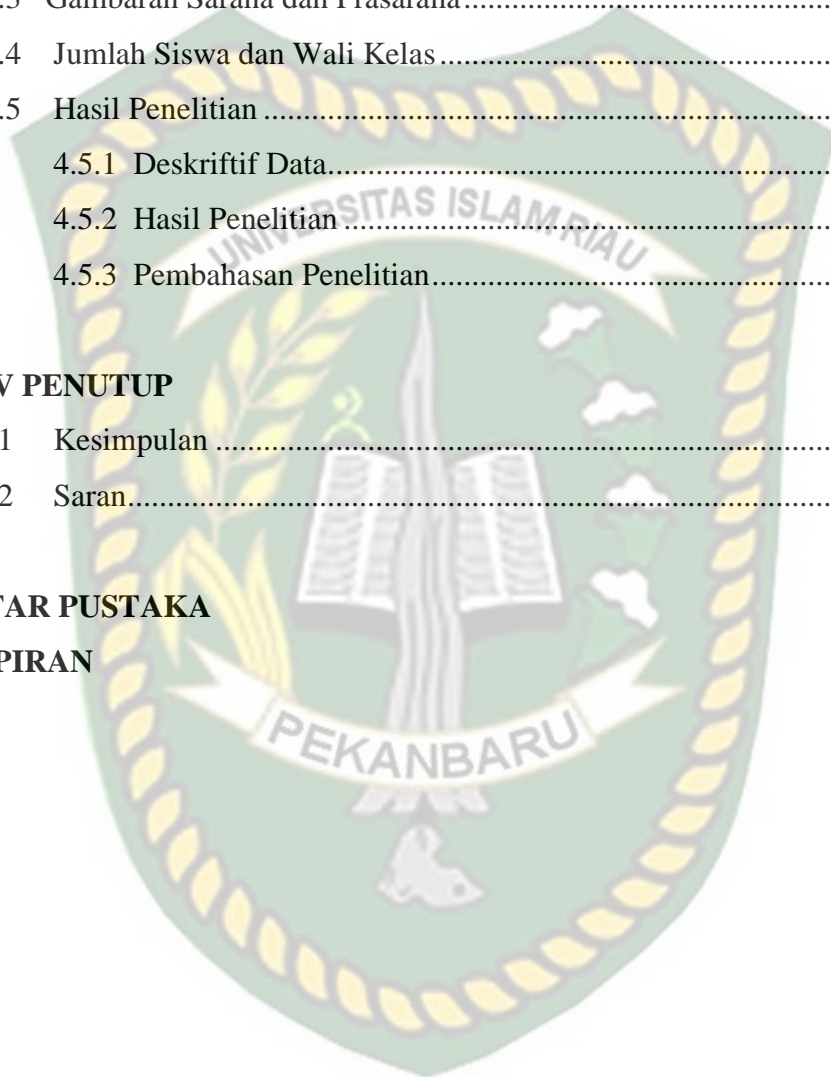 .3 Gambaran Sarana dan Prasarana
.4 Jumlah Siswa dan Wali Kelas
.5 Hasil Penelitian
4.5.1 Deskriftif Data
4.5.2 Hasil Penelitian
UNIVERSITAS ISLAM RIAU
4.5.3 Pembahasan Penelitian
V PENUTUP
1 Kesimpulan
2 Saran
TAR PUSTAKA
PIRAN
PEKANBARU